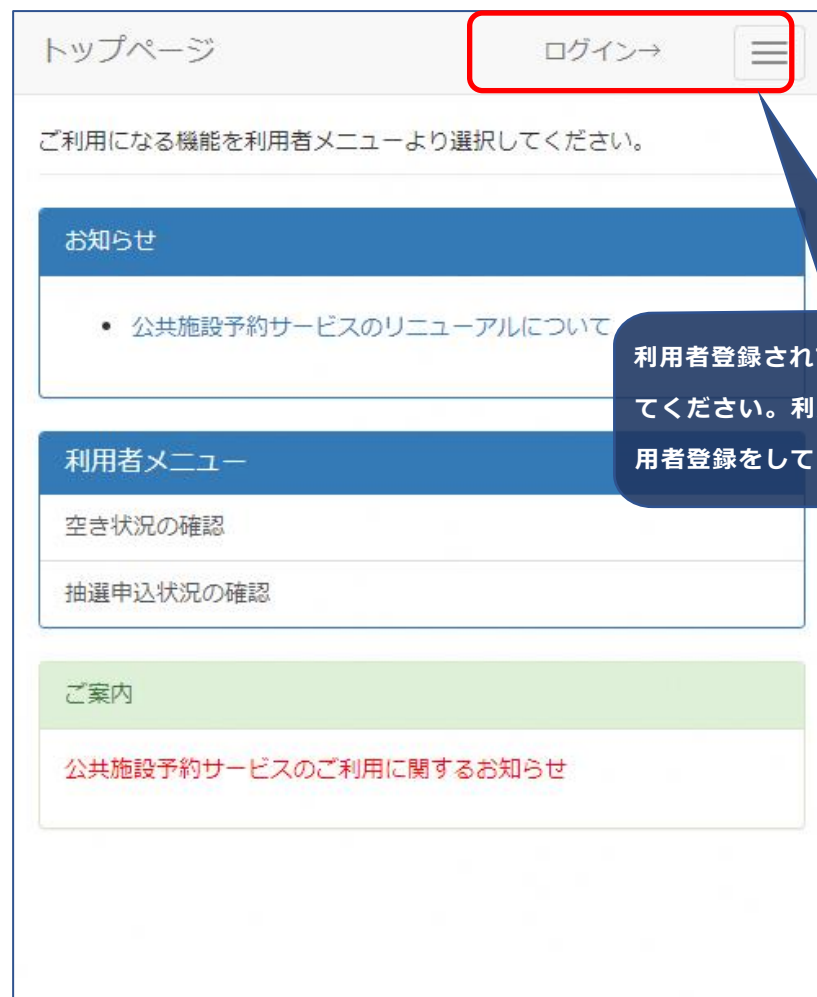 トップページ
ログイン→
ご利用になる機能を利用者メニューより選択してください。
お知らせ
公共施設予約サービスのリニューアルについて
利用者登録され
てください。利
用者登録をして
利用者メニュー
空き状況の確認
抽選申込状況の確認
ご案内
公共施設予約サービスのご利用に関するお知らせ